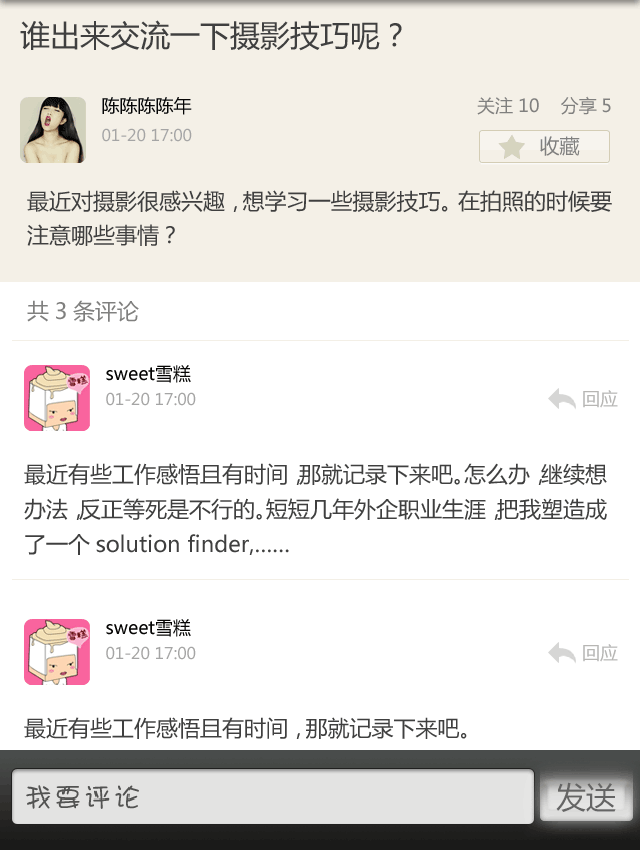 谁出来交流一下摄影技巧呢？
陈陈陈陈年
关注 10 分享 5
01-20 17:00
收藏
最近对摄影很感兴趣，想学习一些摄影技巧。在拍照的时候要
注意哪些事情？
共 3 条评论
雪糕
sweet雪糕
01-20 17:00
回应
最近有些工作感悟且有时间，那就记录下来吧。怎么办，继续想
办法，反正等死是不行的。短短几年外企职业生涯，把我塑造成
了一个 solution finder,......
雪糕
sweet雪糕
01-20 17:00
回应
最近有些工作感悟且有时间，那就记录下来吧。
我要评论
发送